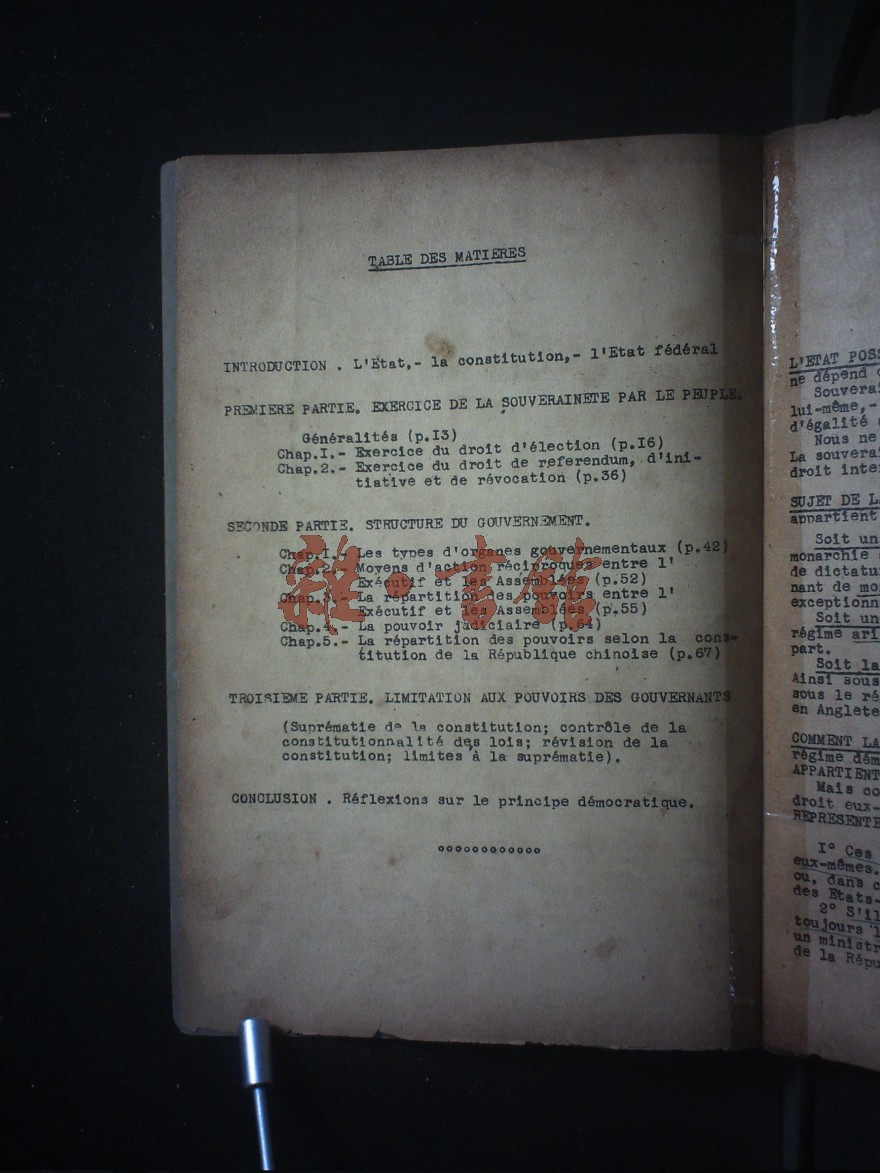 TABLE DES MATIERES
INTRODUCTION . L'Etat,- la constitution,- l'Etat fédéral
PREMIERE PARTIE. EXERCICE DE LA SOUVERAINETE PAR LE PEUPLE.
Généralités (p.I3)
Chap.I.- Exercice du droit d'élection (p.I6)
Chap.2.- Exercice du droit de referendum, d'ini-
tiative et de révocation (p.36)
SECONDE PARTIE. STRUCTURE DU GOUVERNEMENT.
Chap.I.- Les types d'organes gouvernementaux (p.42)
Chap.2.- Moyens d'action réciproques entre l'
Exécutif et les Assemblées (p.52)
Chap.3.- La répartition des pouvoirs entre l'
Exécutif et les Assemblées (p.55)
Chap.4.- La pouvoir judiciaire (p.64)
Chap.5.- La répartition des pouvoirs selon la cons-
titution de la République chinoise (p.67)
TROISIEME PARTIE. LIMITATION AUX POUVOIRS DES GOUVERNANTS
(Suprématie de la constitution; contrôle de la
constitutionnalité des lois; révision de la
constitution; limites à la suprématie).
CONCLUSION . Réflexions sur le principe démocratique.
oooooooooooo
L'ETAT POSS
ne dépend
Souverai
lui-même,-
d'égalité
Nous ne
La souverai
droit inte
SUJET DE L
appartient
Soit un
monarchie
de dictatu
nant de mo
exceptionn
Soit un
régime ari
part.
Soit la
Ainsi sous
sous le ré
en Anglete
COMMENT LA
régime dém
APPARTIENT
Mais co
droit eux-
REPRESENTE
I° Ces
eux-mêmes.
ou, dans c
des Etats-
2° S'il
toujours l
un ministr
de la Répu